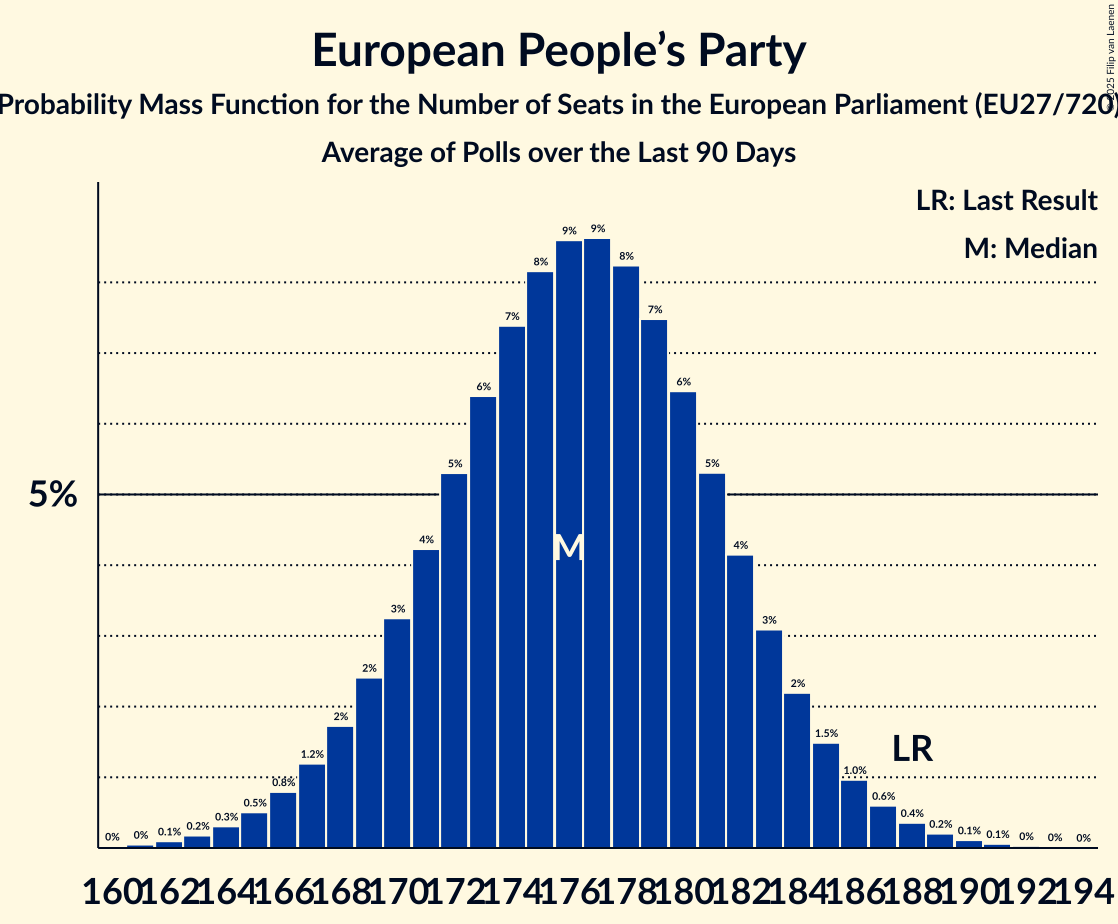 European People's Party
Probability Mass Function for the Number of Seats in the European Parliament (EU27/720)
Average of Polls over the Last 90 Days
© 2025 Filip van Laenen
LR: Last Result
M: Median
5%
0% 0% 0.1% 0.2% 0.3% 0.5% 0.8% 1.2% 2% 2% 3% 4% 5% 6% 7% 8% 9% 9% 8% 7% 6% 5% 4% 3% 2% 1.5% 1.0% 0.6% 0.4% 0.2% 0.1% 0.1% 0% 0% 0%
M
LR
160 162 164 166 168 170 172 174 176 178 180 182 184 186 188 190 192 194